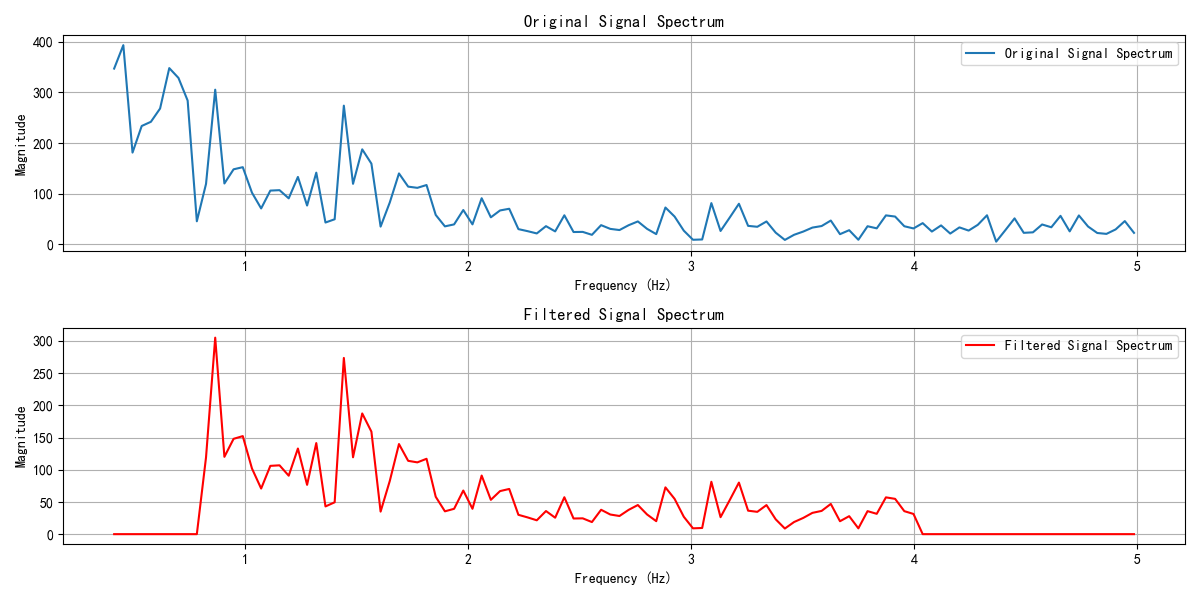 Original Signal Spectrum
400
300
200
100
0
Magnitude
Original Signal Spectrum
1
2
3
4
5
Frequency (Hz)
Filtered Signal Spectrum
300
250
200
150
100
50
0
Magnitude
Filtered Signal Spectrum
1
2
3
4
5
Frequency (Hz)